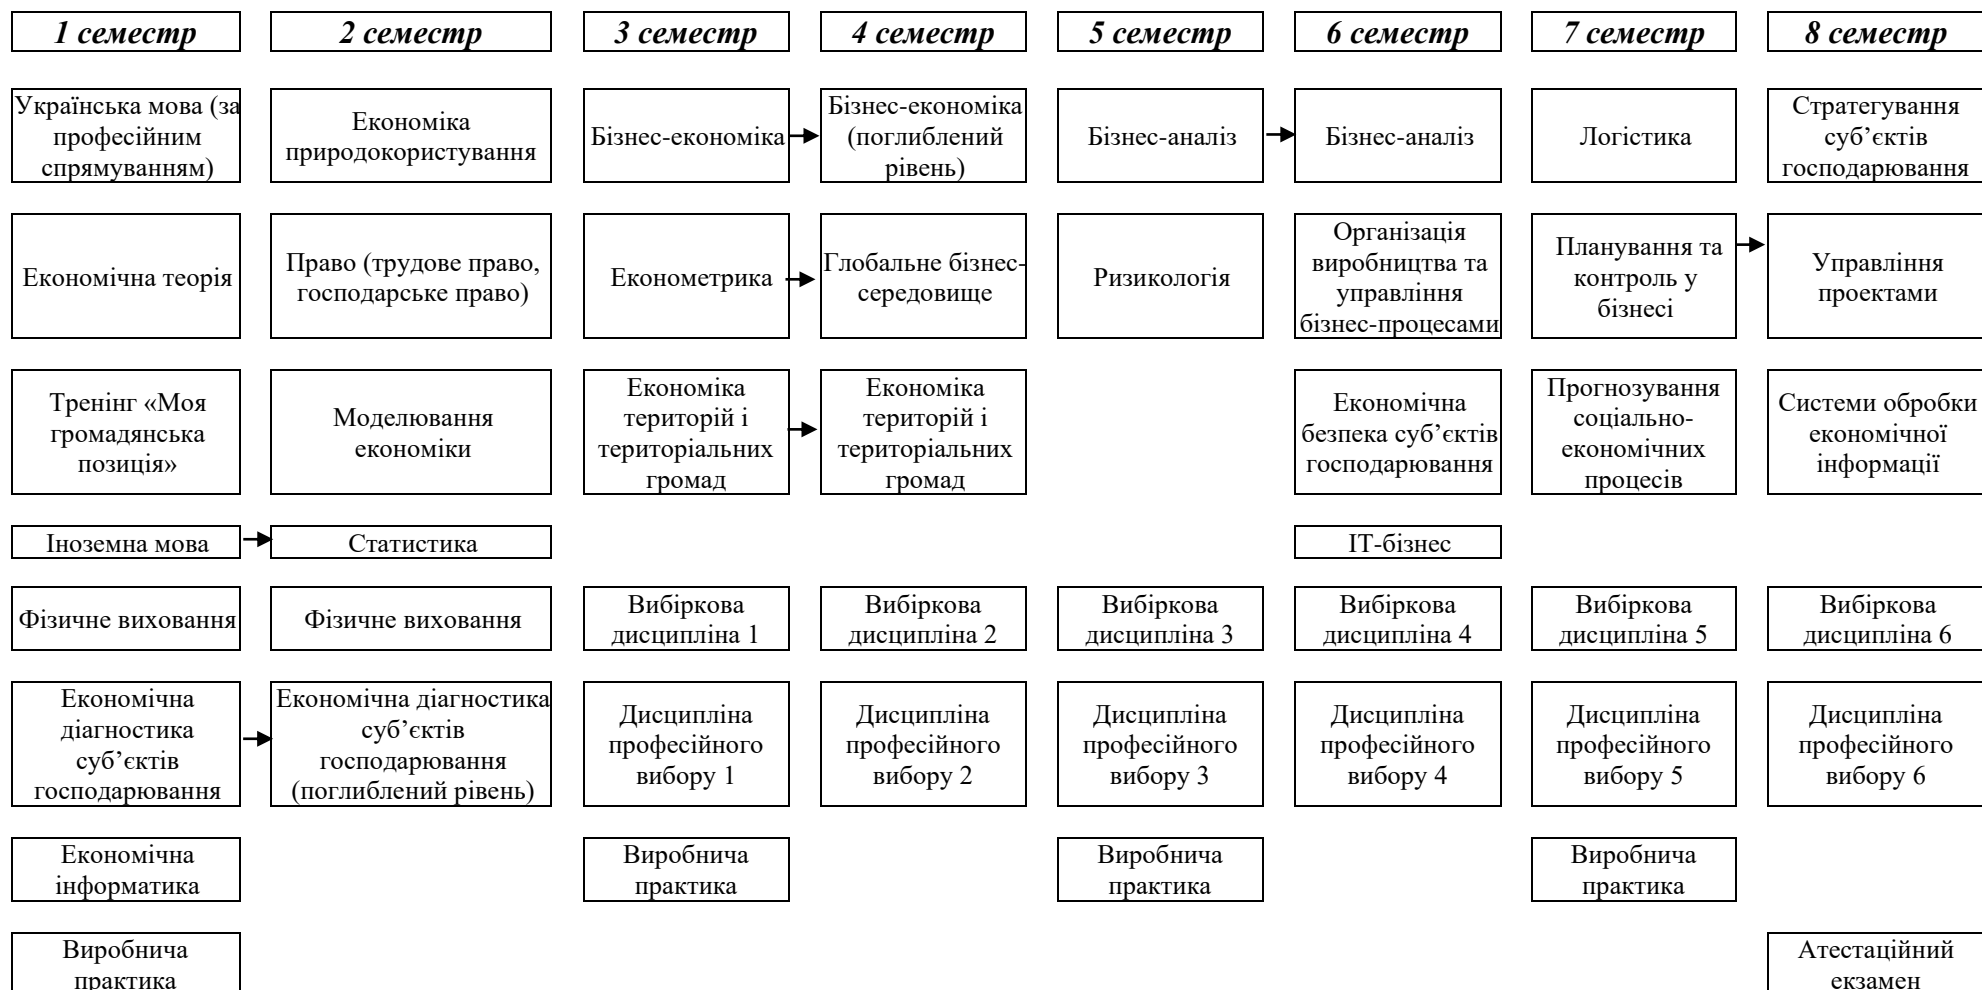 1 семестр
2 семестр
3 семестр
4 семестр
5 семестр
6 семестр
7 семестр
8 семестр
Українська мова (за
професійним
спрямуванням)
Економіка
природокористування
Бізнес-економіка
Бізнес-економіка
(поглиблений
рівень)
Бізнес-аналіз
Бізнес-аналіз
Логістика
Стратегування
суб’єктів
господарювання
Економічна теорія
Право (трудове право,
господарське право)
Економетрика
Глобальне бізнес-
середовище
Ризикологія
Організація
виробництва та
управління
бізнес-процесами
Планування та
контроль у
бізнесі
Управління
проектами
Тренінг «Моя
громадянська
позиція»
Моделювання
економіки
Економіка
територій і
територіальних
громад
Економіка
територій і
територіальних
громад
Економічна
безпека суб’єктів
господарювання
Прогнозування
соціально-
економічних
процесів
Системи обробки
економічної
інформації
Іноземна мова
Статистика
ІТ-бізнес
Фізичне виховання
Фізичне виховання
Вибіркова
дисципліна 1
Вибіркова
дисципліна 2
Вибіркова
дисципліна 3
Вибіркова
дисципліна 4
Вибіркова
дисципліна 5
Вибіркова
дисципліна 6
Економічна
діагностика
суб’єктів
господарювання
Економічна діагностика
суб’єктів
господарювання
(поглиблений рівень)
Дисципліна
професійного
вибору 1
Дисципліна
професійного
вибору 2
Дисципліна
професійного
вибору 3
Дисципліна
професійного
вибору 4
Дисципліна
професійного
вибору 5
Дисципліна
професійного
вибору 6
Економічна
інформатика
Виробнича
практика
Виробнича
практика
Виробнича
практика
Виробнича
практика
Атестаційний
екзамен